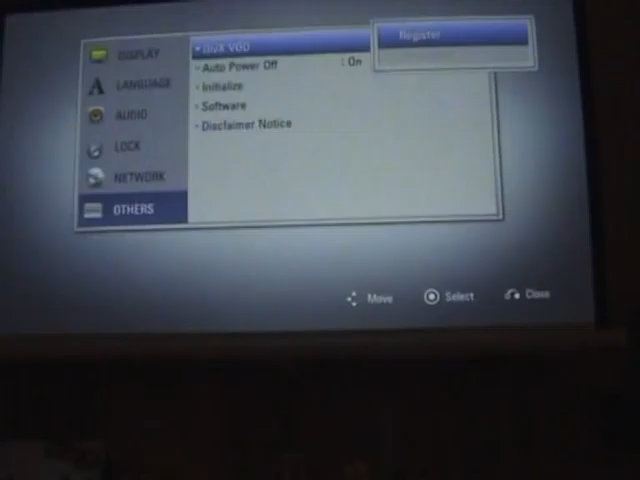 DISPLAY
LANGUAGE
AUDIO
LOCK
NETWORK
OTHERS
DivX VOD
Auto Power Off : On
Initialize
Software
Disclaimer Notice
Register
Move Select Close